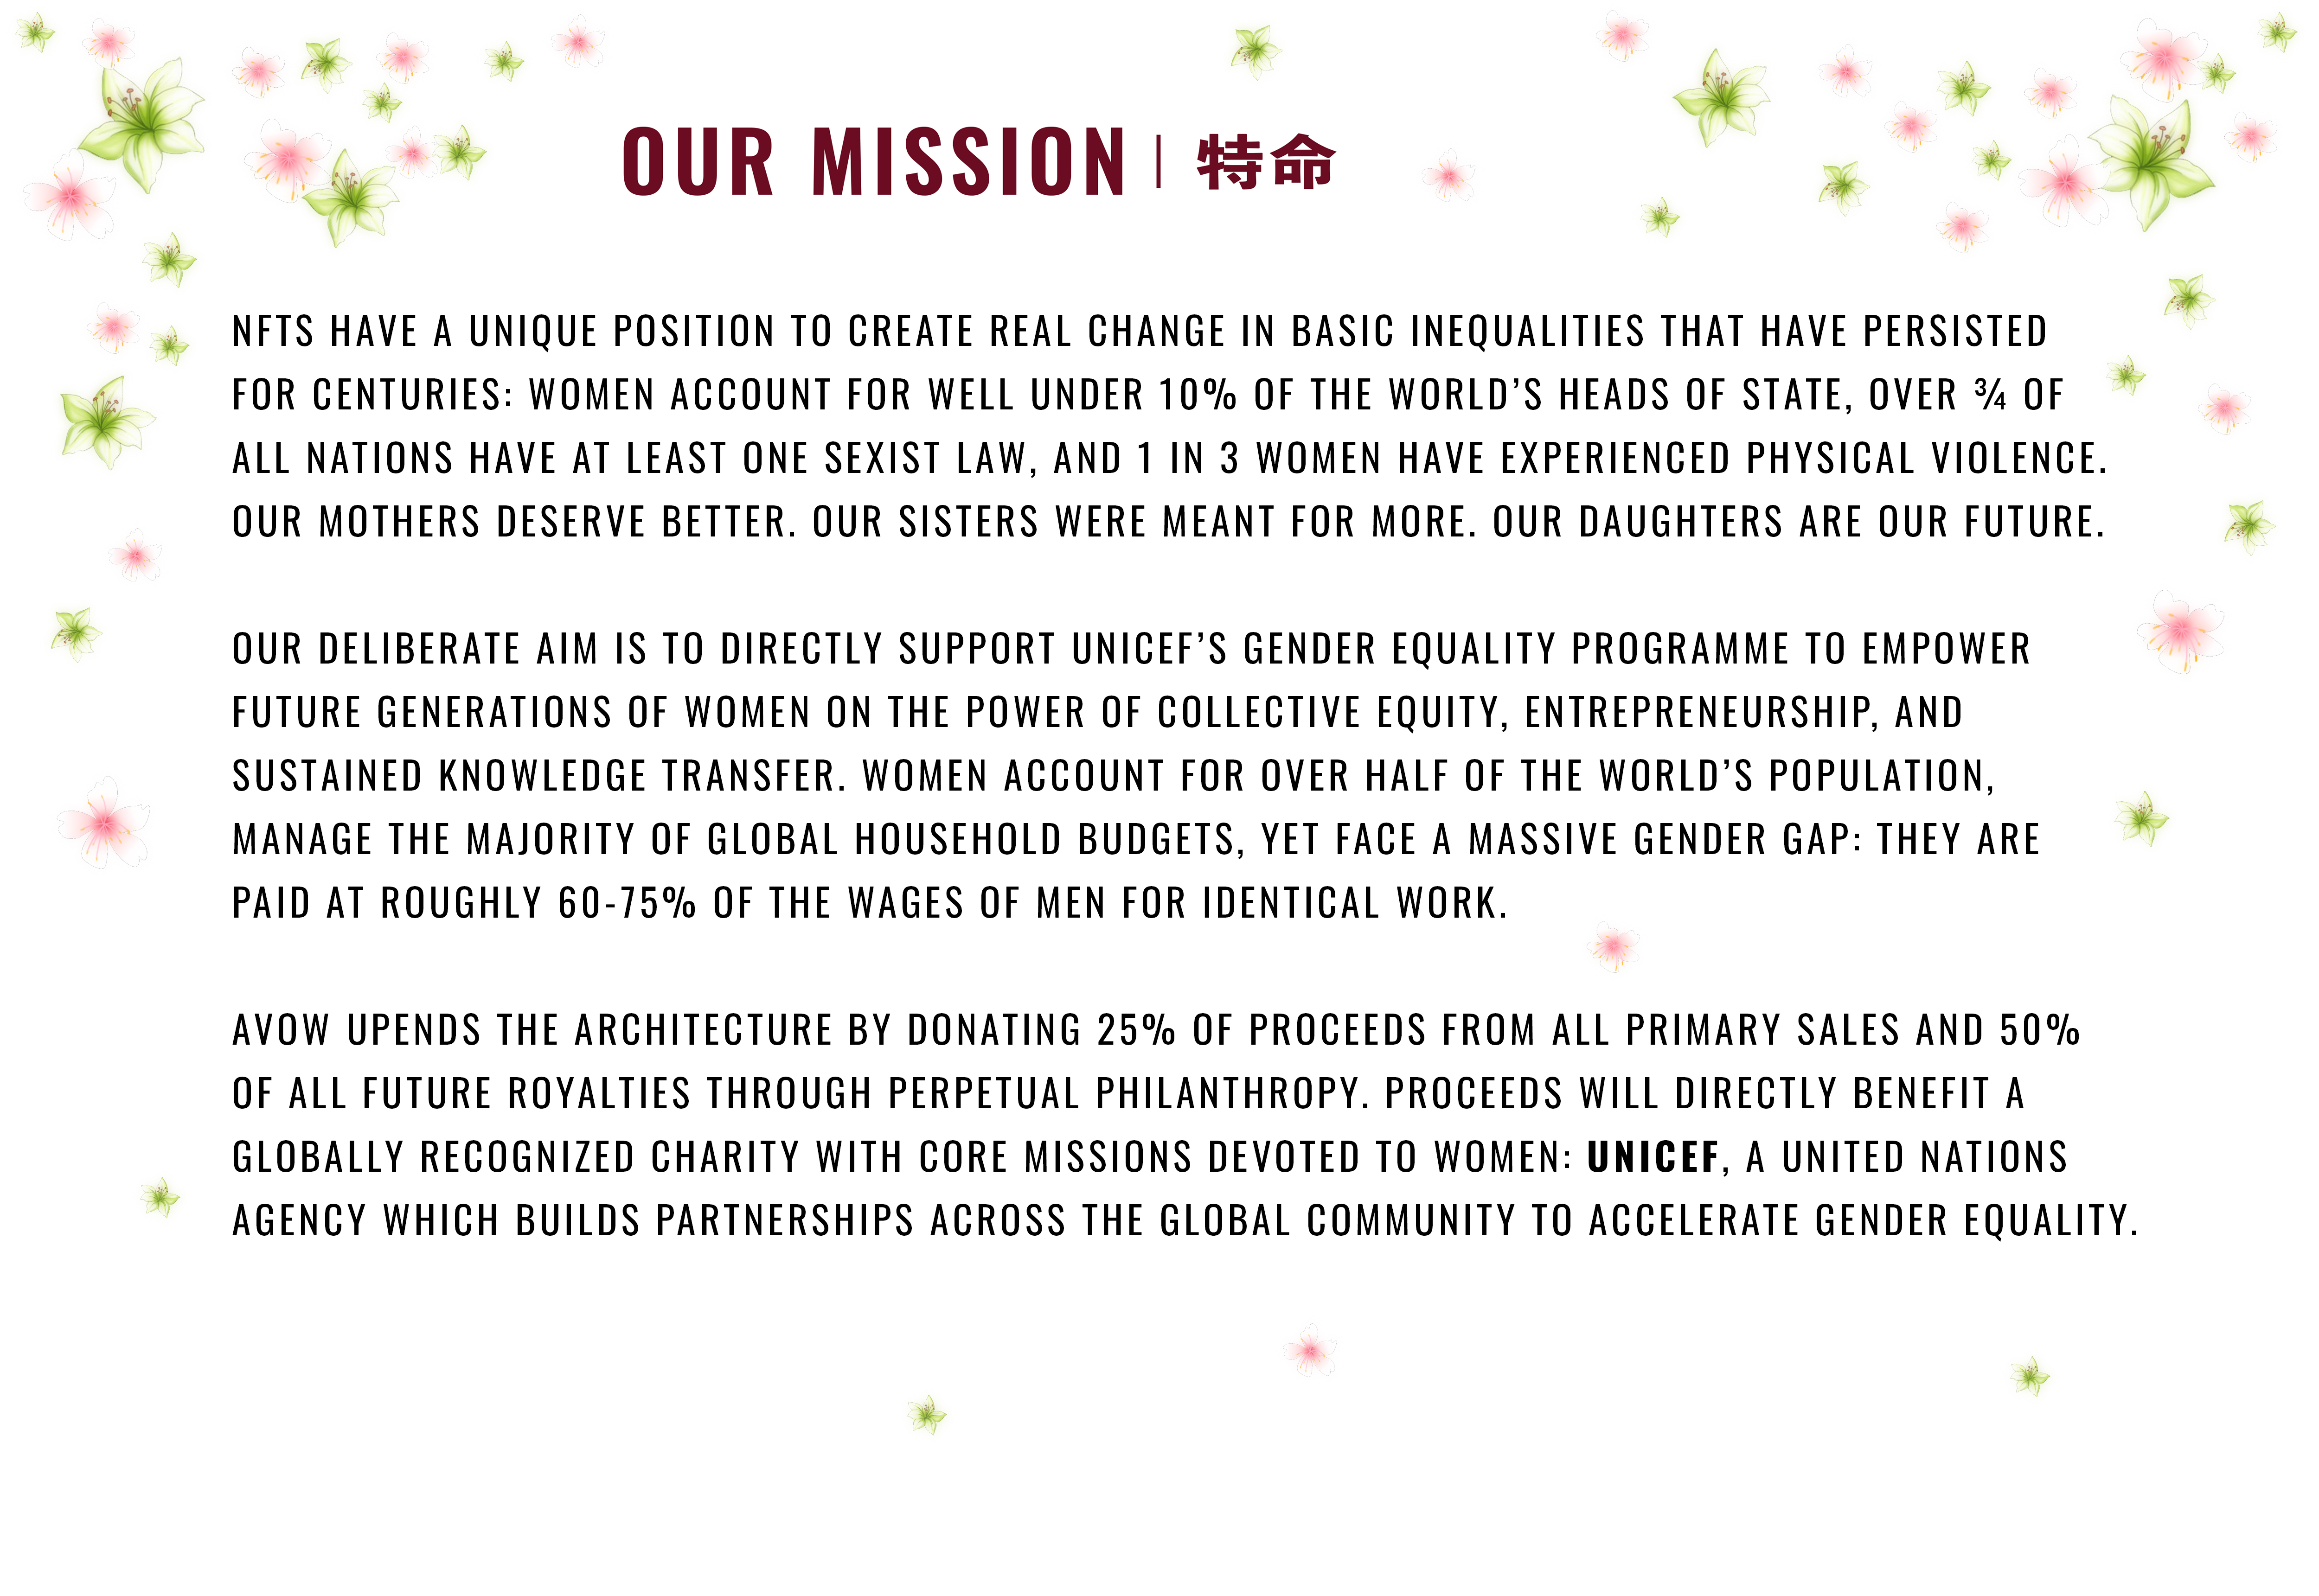 OUR MISSION | 特命
NFTS HAVE A UNIQUE POSITION TO CREATE REAL CHANGE IN BASIC INEQUALITIES THAT HAVE PERSISTED
FOR CENTURIES: WOMEN ACCOUNT FOR WELL UNDER 10% OF THE WORLD’S HEADS OF STATE, OVER ¾ OF
ALL NATIONS HAVE AT LEAST ONE SEXIST LAW, AND 1 IN 3 WOMEN HAVE EXPERIENCED PHYSICAL VIOLENCE.
OUR MOTHERS DESERVE BETTER. OUR SISTERS WERE MEANT FOR MORE. OUR DAUGHTERS ARE OUR FUTURE.
OUR DELIBERATE AIM IS TO DIRECTLY SUPPORT UNICEF’S GENDER EQUALITY PROGRAMME TO EMPOWER
FUTURE GENERATIONS OF WOMEN ON THE POWER OF COLLECTIVE EQUITY, ENTREPRENEURSHIP, AND
SUSTAINED KNOWLEDGE TRANSFER. WOMEN ACCOUNT FOR OVER HALF OF THE WORLD’S POPULATION,
MANAGE THE MAJORITY OF GLOBAL HOUSEHOLD BUDGETS, YET FACE A MASSIVE GENDER GAP: THEY ARE
PAID AT ROUGHLY 60-75% OF THE WAGES OF MEN FOR IDENTICAL WORK.
AVOW UPENDS THE ARCHITECTURE BY DONATING 25% OF PROCEEDS FROM ALL PRIMARY SALES AND 50%
OF ALL FUTURE ROYALTIES THROUGH PERPETUAL PHILANTHROPY. PROCEEDS WILL DIRECTLY BENEFIT A
GLOBALLY RECOGNIZED CHARITY WITH CORE MISSIONS DEVOTED TO WOMEN: UNICEF, A UNITED NATIONS
AGENCY WHICH BUILDS PARTNERSHIPS ACROSS THE GLOBAL COMMUNITY TO ACCELERATE GENDER EQUALITY.